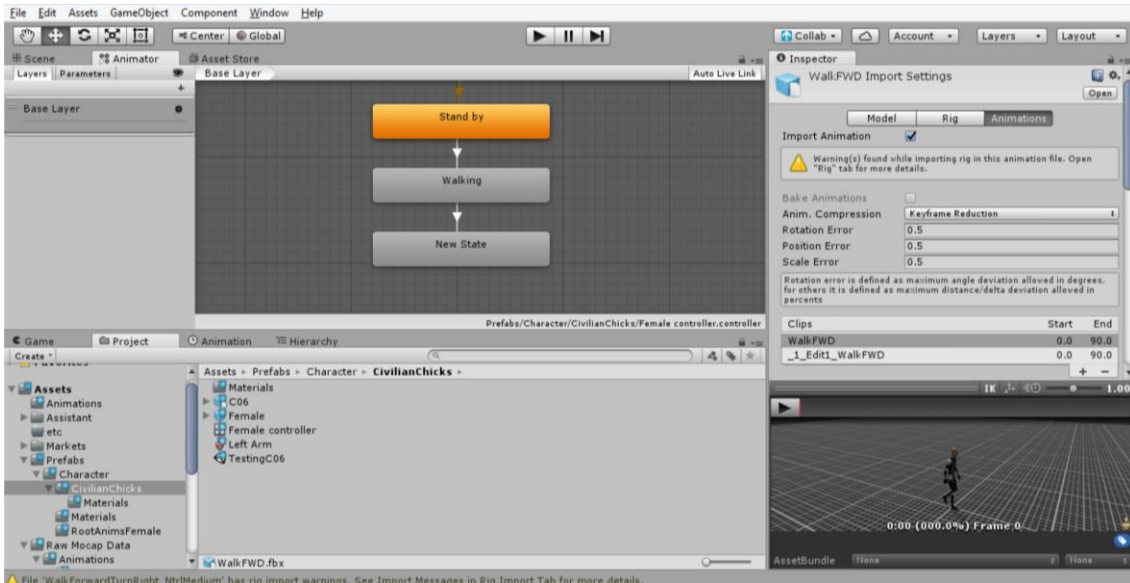 File Edit Assets GameObject Component Window Help
Center Global Collab Account Layers Layout
Scene Animator Asset Store
Layers Parameters Base Layer Auto Live Link
Base Layer
Stand by
Walking
New State
Prefabs/Character/CivilianChicks/Female controller.controller
Game Project Animation Hierarchy
Create
Favorites
Assets
Animations
Assistant
etc
Markets
Prefabs
Character
CivilianChicks
Materials
Materials
RootAnimsFemale
Raw Mocap Data
Animations
Assets Prefabs Character CivilianChicks
Materials
C06
Female
Female controller
Left Arm
TestingC06
WalkFWD.fbx
Inspector
WalkFWD Import Settings
Open
Model Rig Animations
Import Animation
Warning(s) found while importing rig in this animation file. Open
"Rig" tab for more details.
Bake Animations
Anim. Compression Keyframe Reduction
Rotation Error 0.5
Position Error 0.5
Scale Error 0.5
Rotation error is defined as maximum angle deviation allowed in degrees,
for others it is defined as maximum distance/delta deviation allowed in
percents
Clips Start End
WalkFWD 0.0 90.0
_1_Edit1_WalkFWD 0.0 90.0
+ -
IK 1.00
0:00 (000.0%) Frame 0
AssetBundle None None
File 'WalkForwardTurnRight_NtrlMedium' has rig import warnings. See Import Messages in Rig Import Tab for more details.